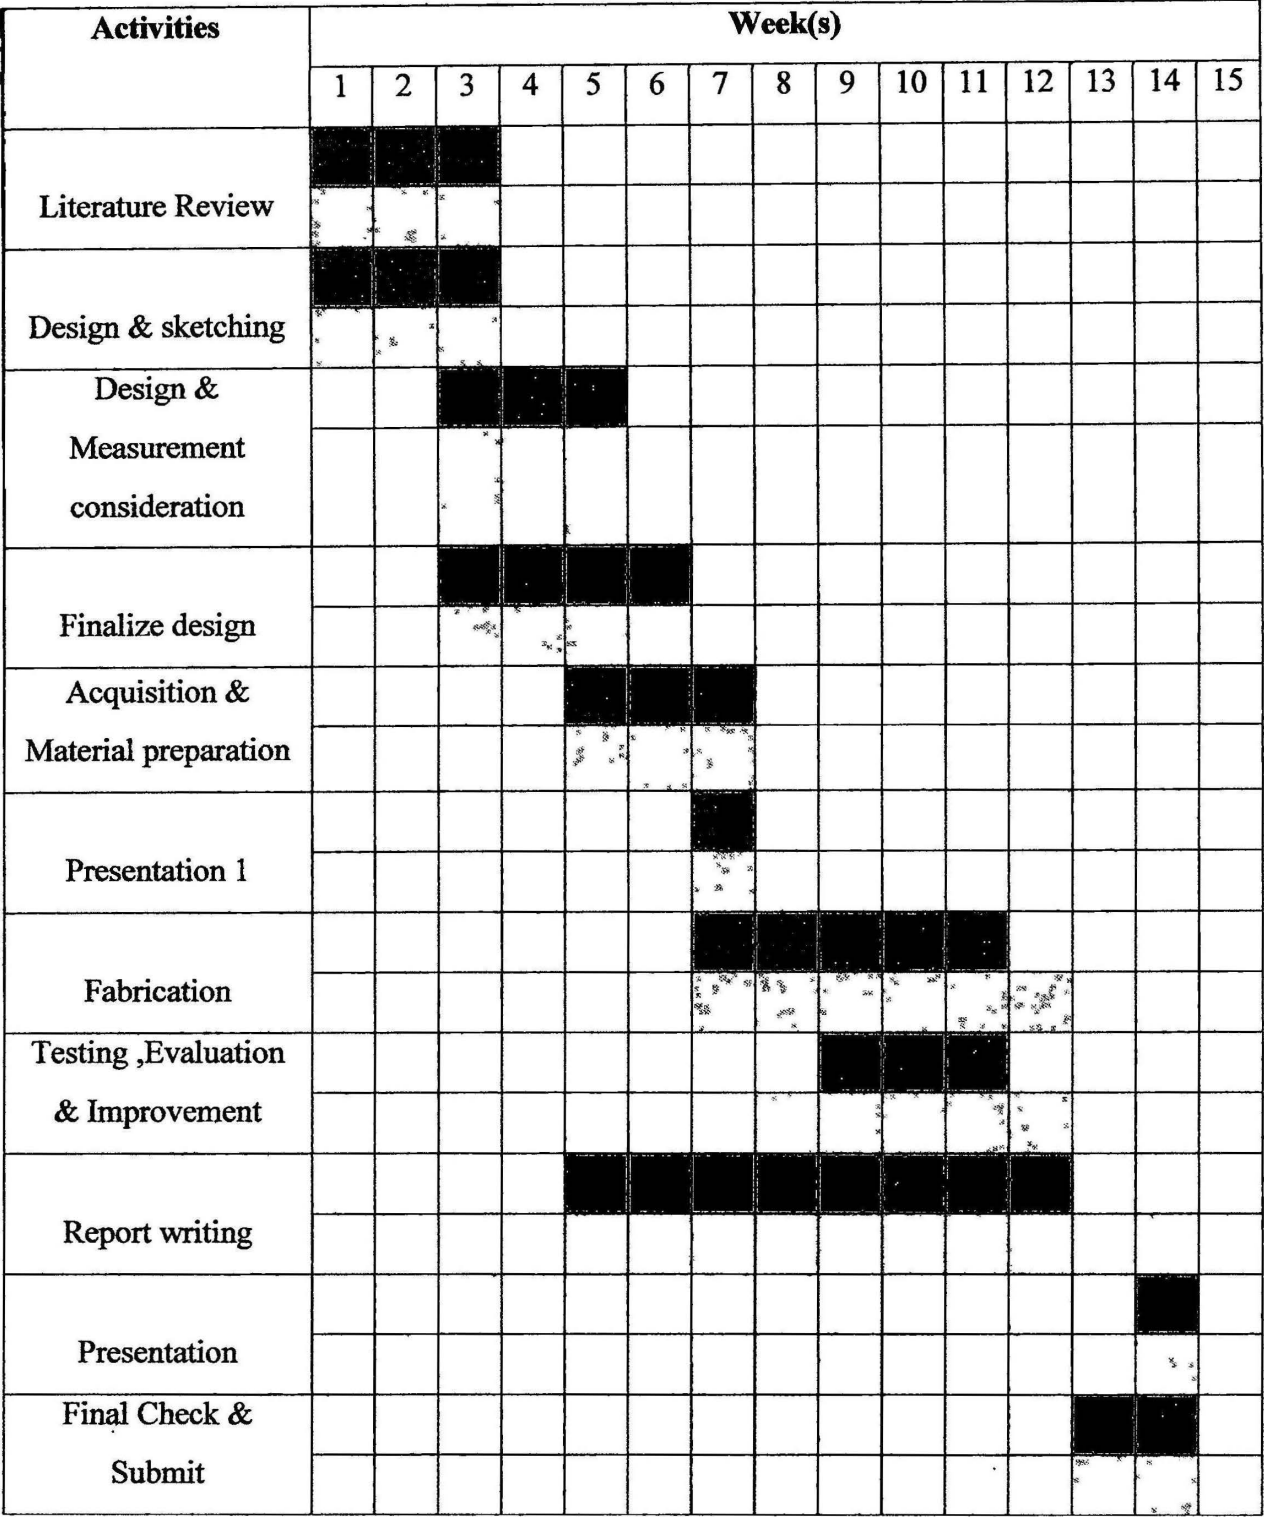 Activities
Week(s)
1 2 3 4 5 6 7 8 9 10 11 12 13 14 15
Literature Review
Design & sketching
Design &
Measurement
consideration
Finalize design
Acquisition &
Material preparation
Presentation 1
Fabrication
Testing ,Evaluation
& Improvement
Report writing
Presentation
Final Check &
Submit